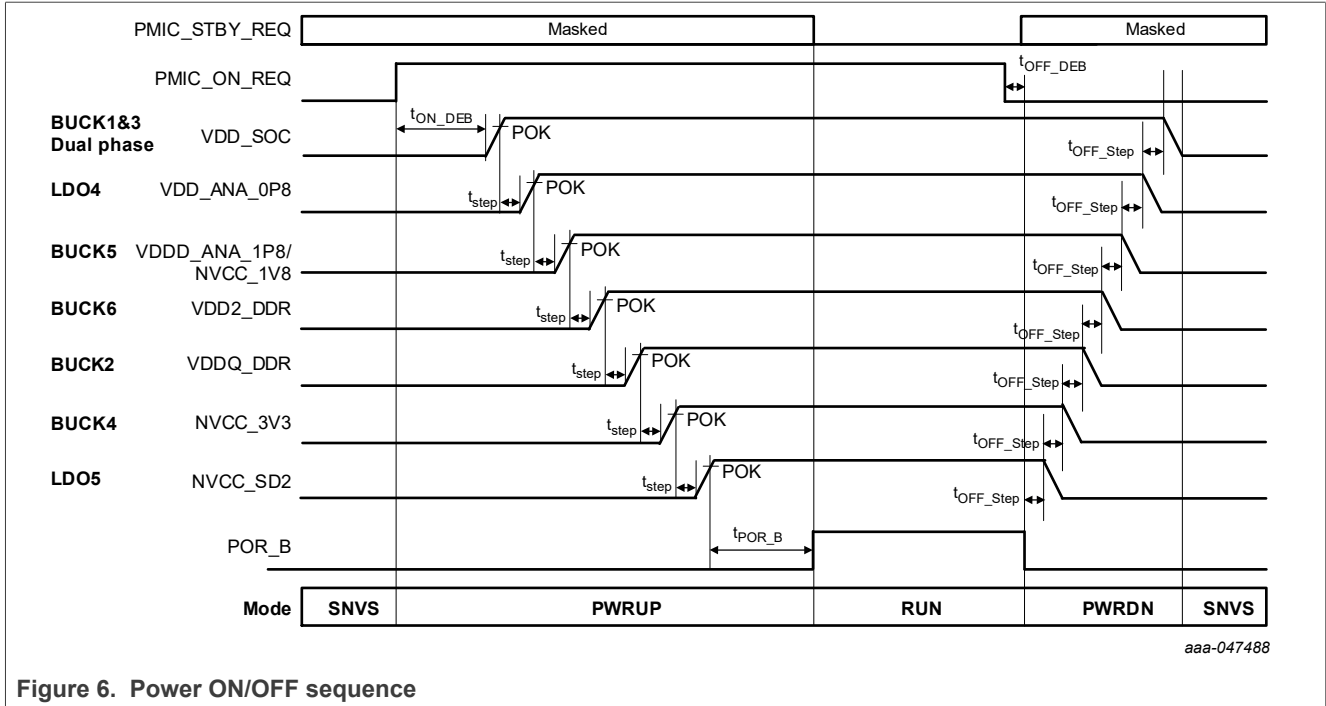 PMIC_STBY_REQ Masked Masked
PMIC_ON_REQ tOFF_DEB
BUCK1&3
Dual phase VDD_SOC tON_DEB POK tOFF_Step
LDO4 VDD_ANA_0P8 tstep POK tOFF_Step
BUCK5 VDDD_ANA_1P8/
NVCC_1V8 tstep POK tOFF_Step
BUCK6 VDD2_DDR tstep POK tOFF_Step
BUCK2 VDDQ_DDR tstep POK tOFF_Step
BUCK4 NVCC_3V3 tstep POK tOFF_Step
LDO5 NVCC_SD2 tstep POK tOFF_Step
POR_B tPOR_B
Mode SNVS PWRUP RUN PWRDN SNVS
aaa-047488
Figure 6. Power ON/OFF sequence